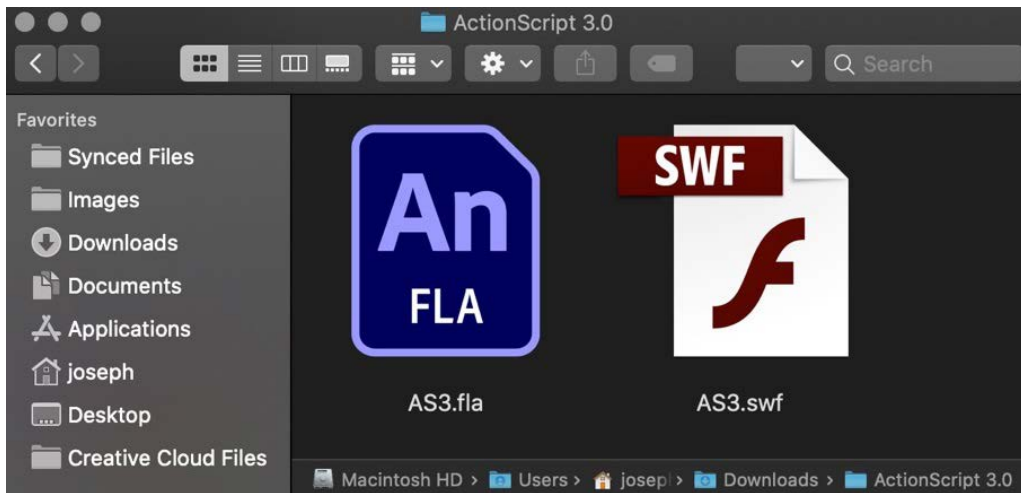 ActionScript 3.0
Search
Favorites
Synced Files
Images
Downloads
Documents
Applications
joseph
Desktop
Creative Cloud Files
An
FLA
SWF
AS3.fla
AS3.swf
Macintosh HD › Users › josep › Downloads › ActionScript 3.0